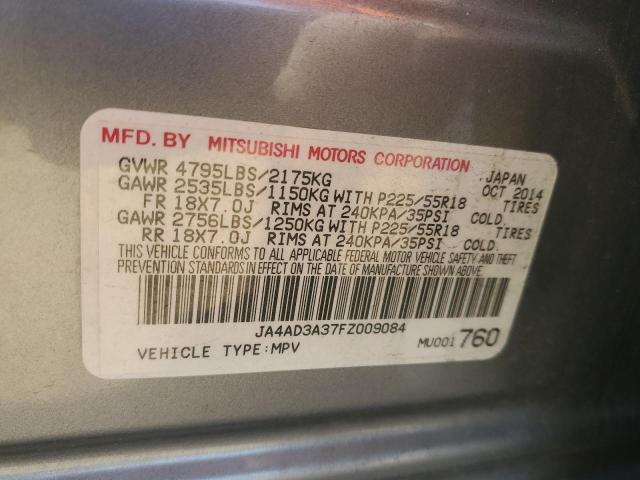 MFD. BY MITSUBISHI MOTORS CORPORATION
GVWR 4795LBS/2175KG JAPAN
GAWR 2535LBS/1150KG WITH P225/55R18 OCT 2014
FR 18X7.0J RIMS AT 240KPA/35PSI COLD TIRES
GAWR 2756LBS/1250KG WITH P225/55R18 TIRES
RR 18X7.0J RIMS AT 240KPA/35PSI COLD.
THIS VEHICLE CONFORMS TO ALL APPLICABLE FEDERAL MOTOR VEHICLE SAFETY AND THEFT
PREVENTION STANDARDS IN EFFECT ON THE DATE OF MANUFACTURE SHOWN ABOVE.
JA4AD3A37FZ009084
VEHICLE TYPE:MPV MU001760